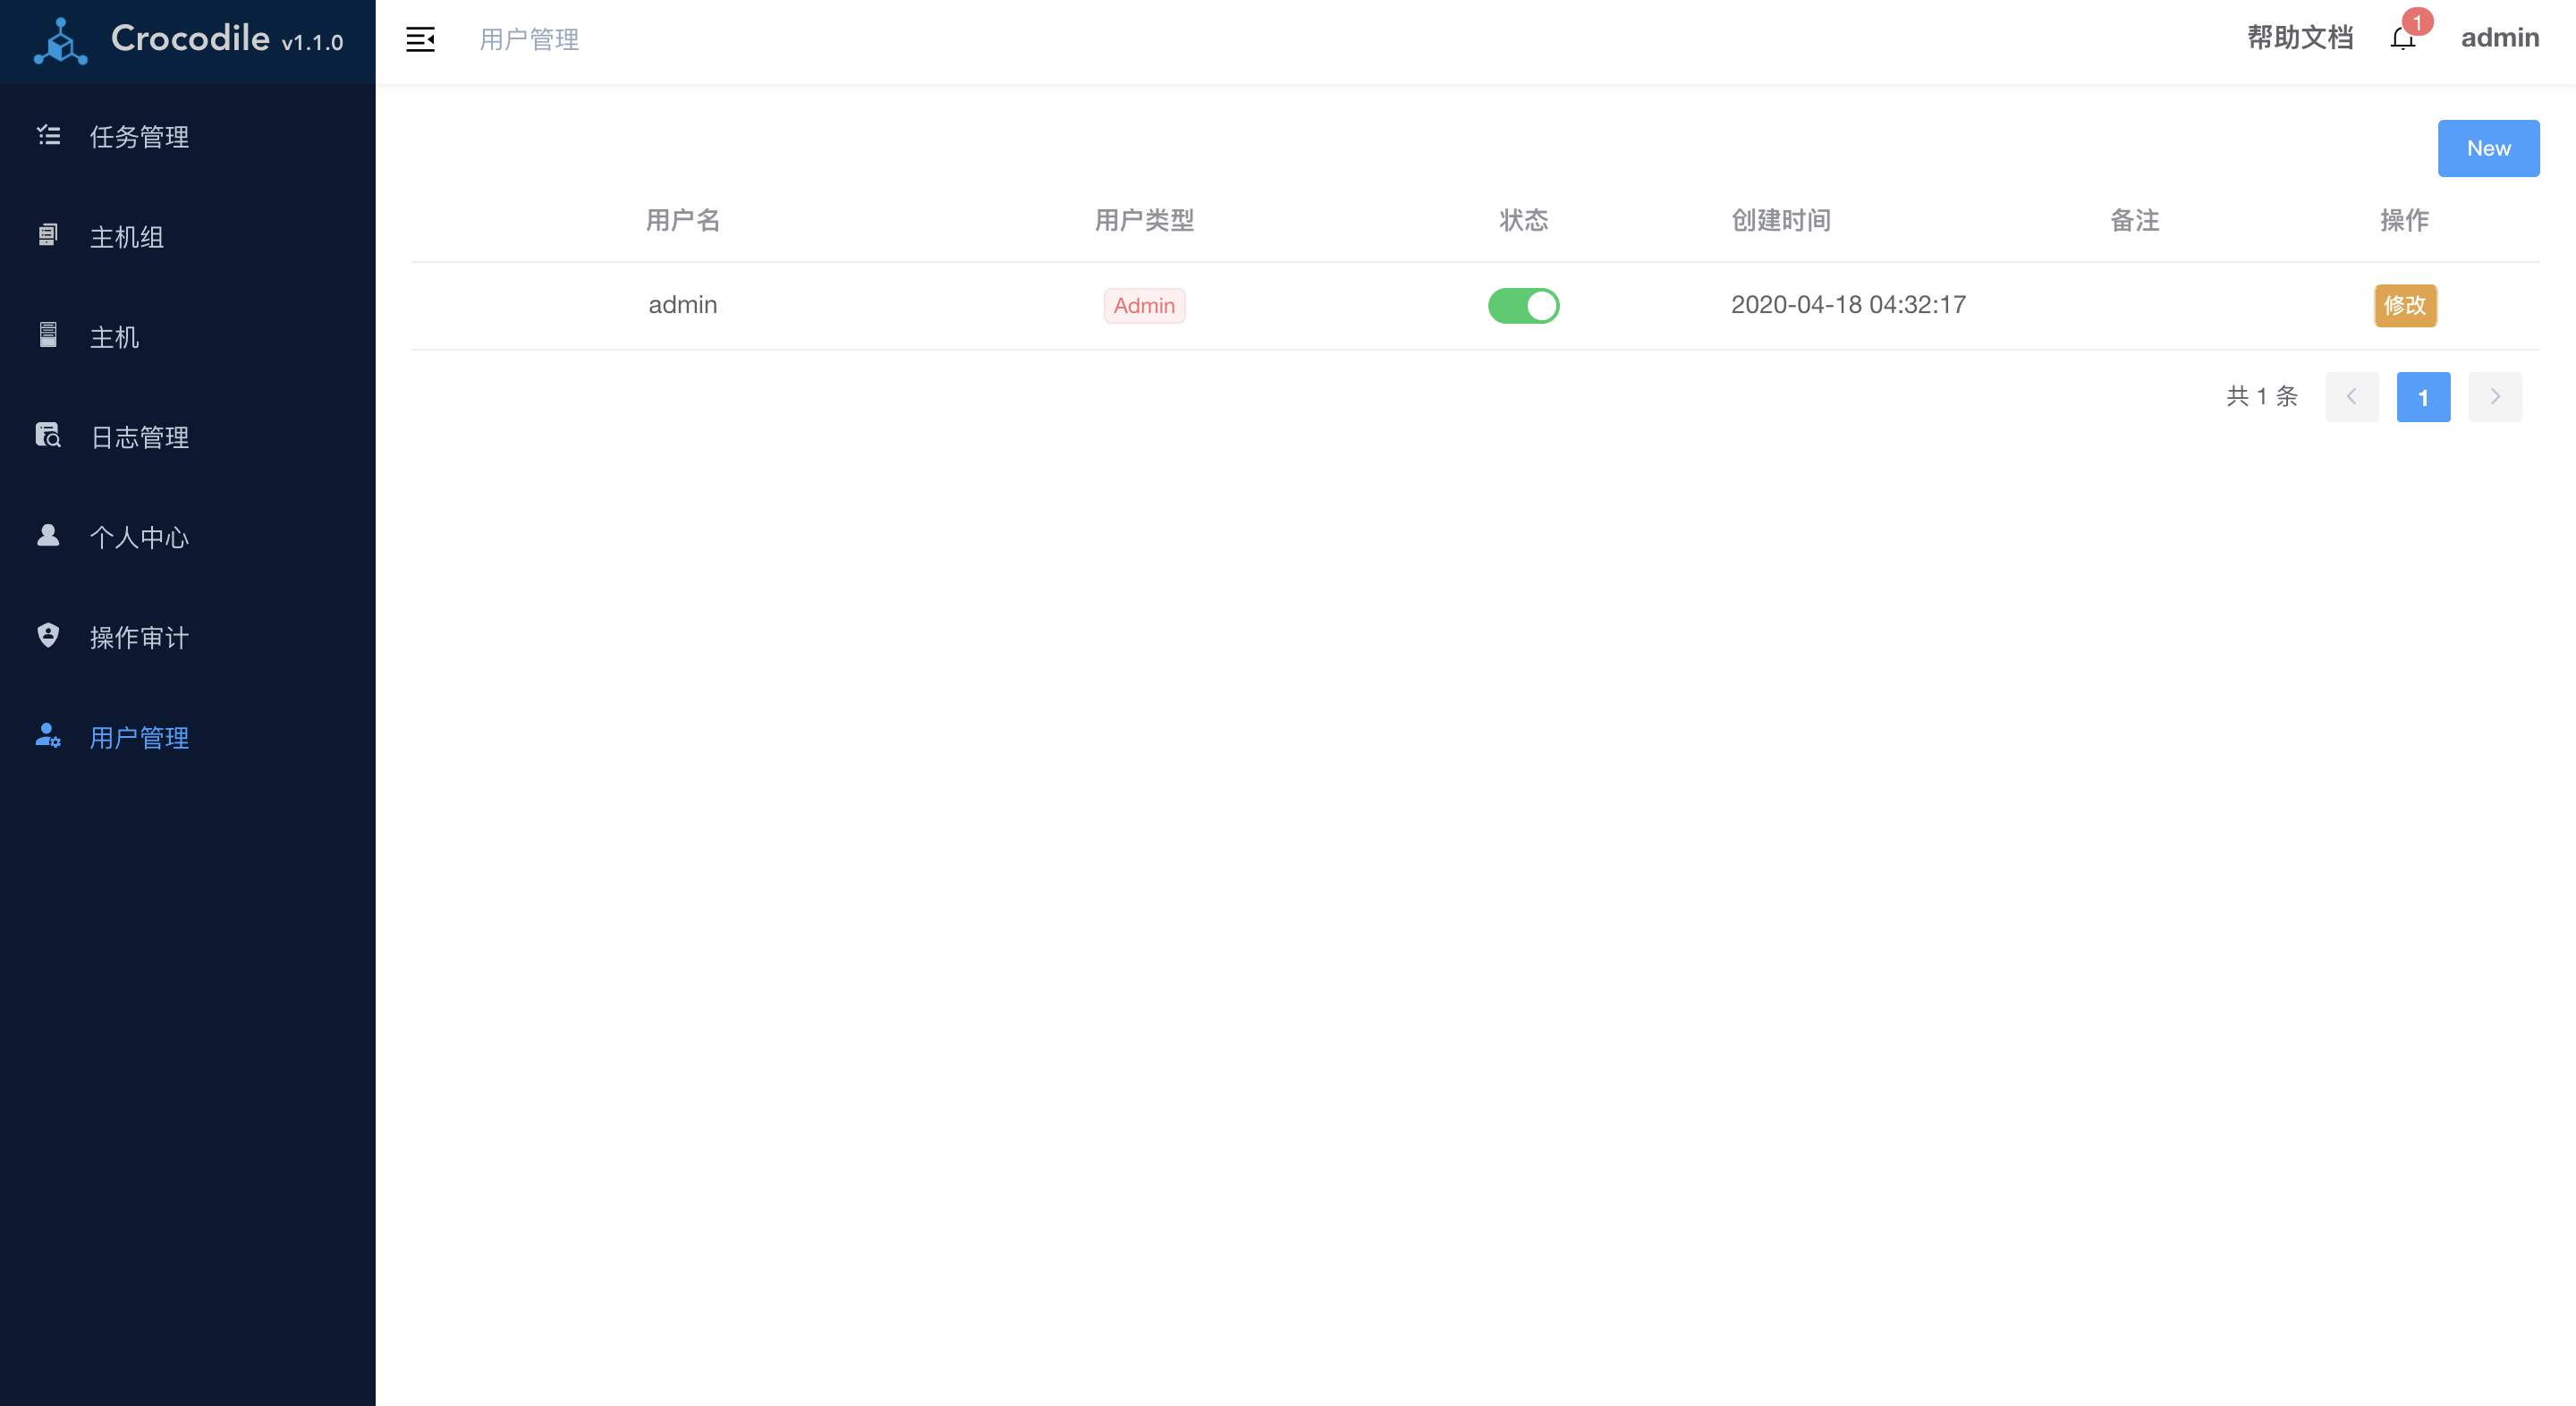 Crocodile v1.1.0
用户管理
帮助文档
1
admin
任务管理
主机组
主机
日志管理
个人中心
操作审计
用户管理
New
用户名 用户类型 状态 创建时间 备注 操作
admin Admin 2020-04-18 04:32:17 修改
共 1 条 1